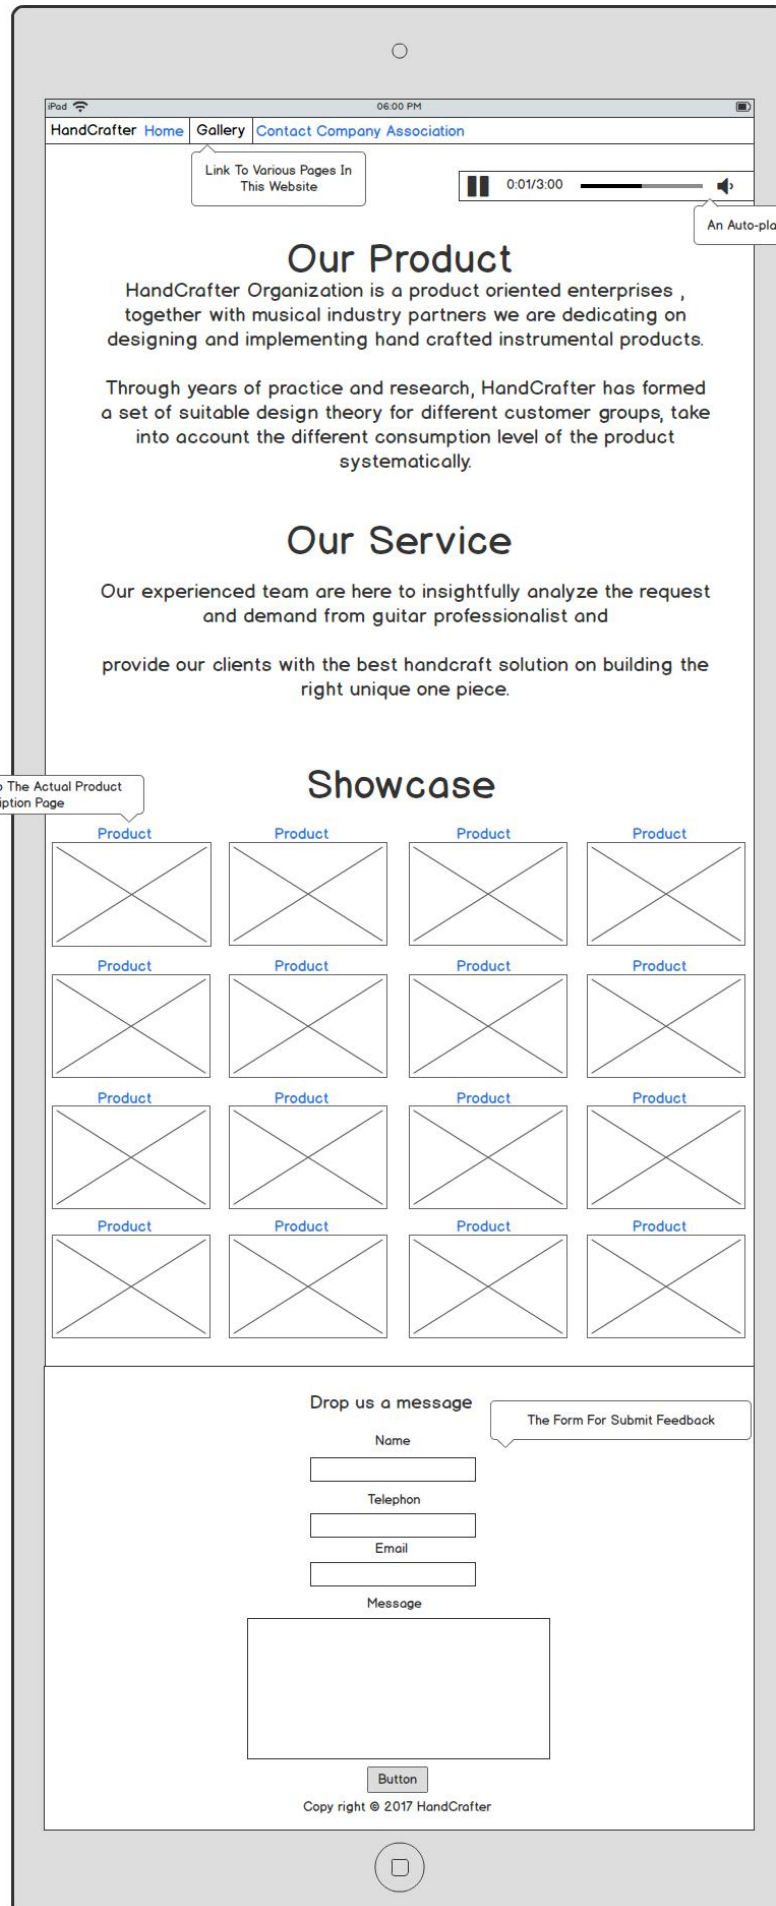 iPad 06:00 PM
HandCrafter Home Gallery Contact Company Association
Link To Various Pages In
This Website
0:01/3:00
An Auto-pla
Our Product
HandCrafter Organization is a product oriented enterprises ,
together with musical industry partners we are dedicating on
designing and implementing hand crafted instrumental products.
Through years of practice and research, HandCrafter has formed
a set of suitable design theory for different customer groups, take
into account the different consumption level of the product
systematically.
Our Service
Our experienced team are here to insightfully analyze the request
and demand from guitar professionalist and
provide our clients with the best handcraft solution on building the
right unique one piece.
The Actual Product
Page
Showcase
Product Product Product Product
Product Product Product Product
Product Product Product Product
Product Product Product Product
Drop us a message
The Form For Submit Feedback
Name
Telephon
Email
Message
Button
Copy right © 2017 HandCrafter